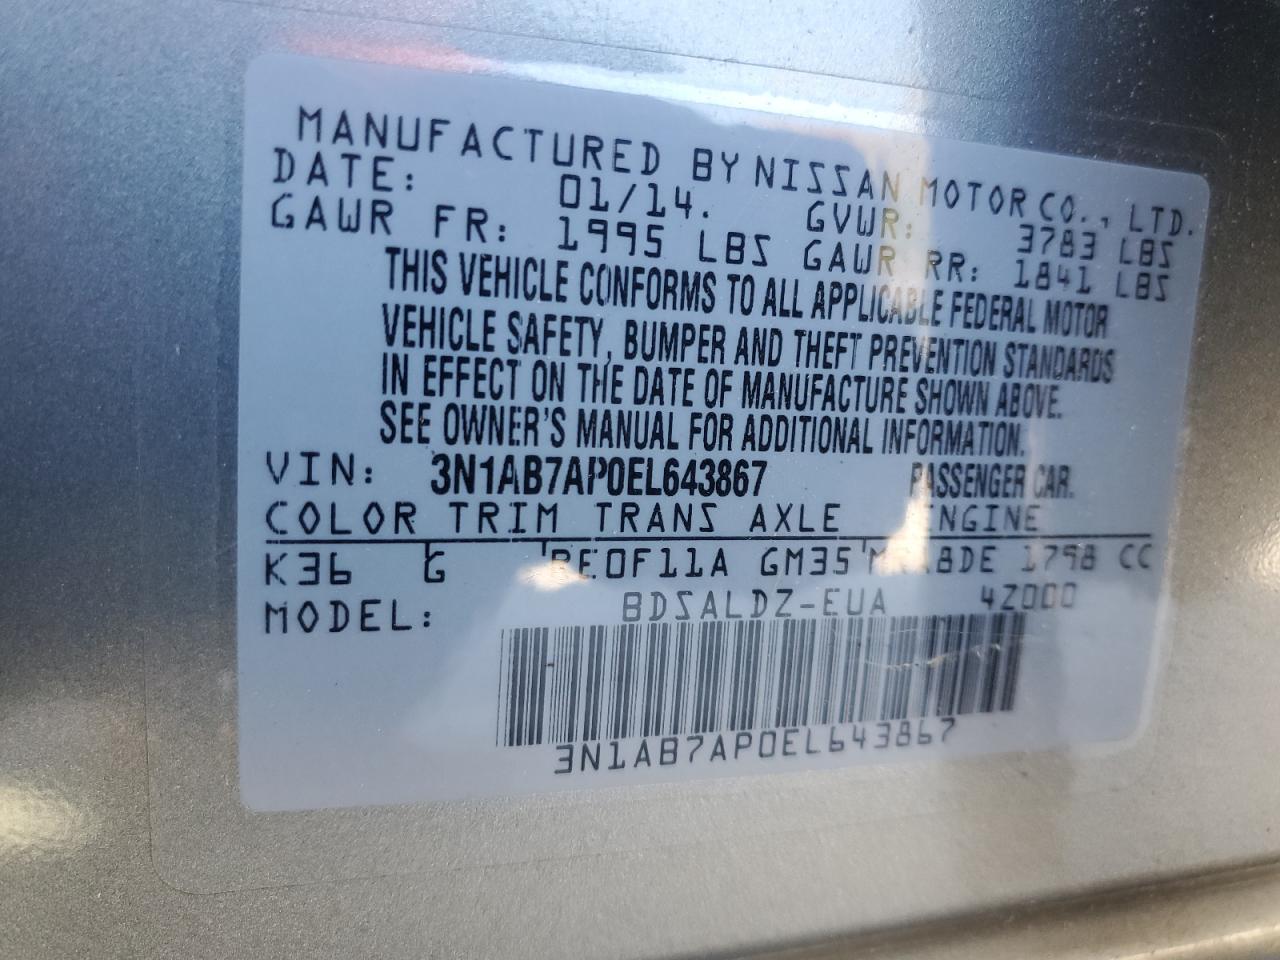 MANUFACTURED BY NISSAN MOTOR CO., LTD.
DATE: 01/14. GVWR: 3783 LBS
GAWR FR: 1995 LBS GAWR RR: 1841 LBS
THIS VEHICLE CONFORMS TO ALL APPLICABLE FEDERAL MOTOR
VEHICLE SAFETY, BUMPER AND THEFT PREVENTION STANDARDS
IN EFFECT ON THE DATE OF MANUFACTURE SHOWN ABOVE.
SEE OWNER'S MANUAL FOR ADDITIONAL INFORMATION.
VIN: 3N1AB7AP0EL643867 PASSENGER CAR.
COLOR TRIM TRANS AXLE ENGINE
K36 G RE0F11A GM35 1798 CC
MODEL: BDSALDZ-EUA 4Z000
3N1AB7AP0EL643867